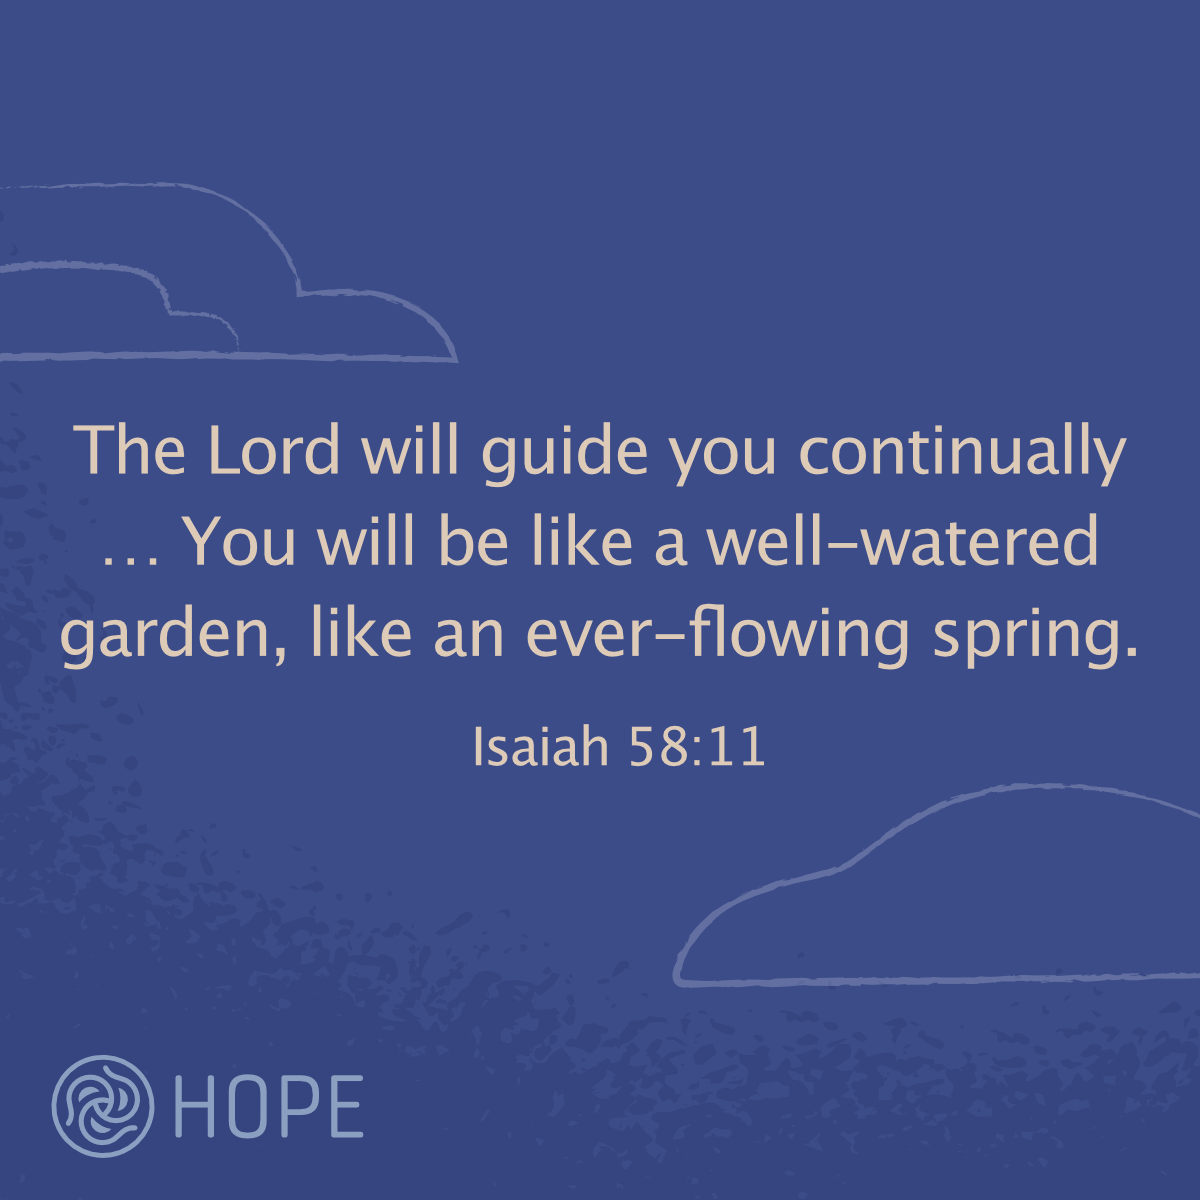 The Lord will guide you continually
… You will be like a well-watered
garden, like an ever-flowing spring.
Isaiah 58:11
HOPE